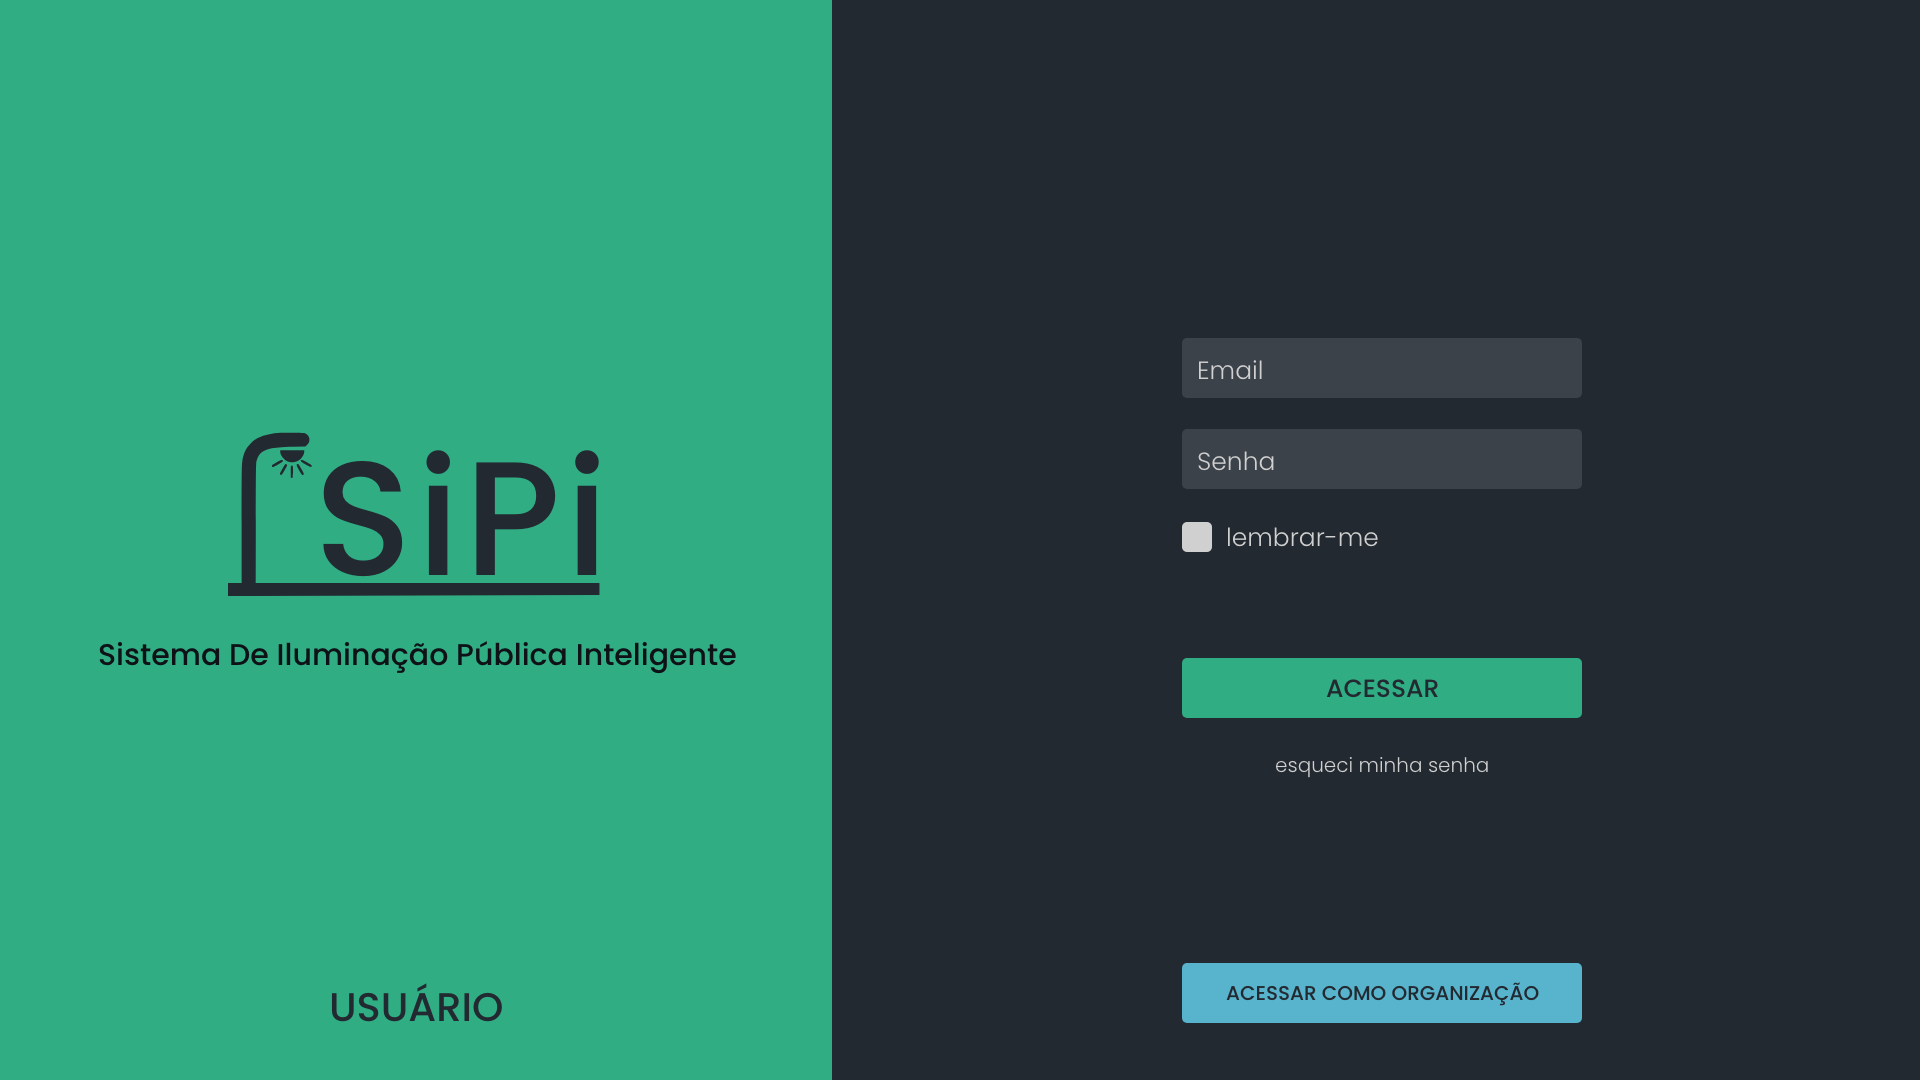 SiPi
Sistema De Iluminação Pública Inteligente
USUÁRIO
Email
Senha
lembrar-me
ACESSAR
esqueci minha senha
ACESSAR COMO ORGANIZAÇÃO